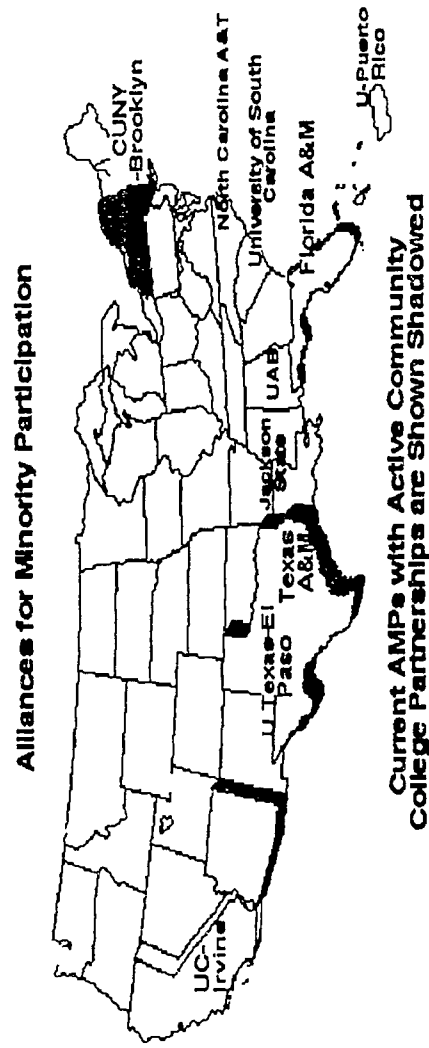 Alliances for Minority Participation
CUNY
-Brooklyn
North Carolina A&T
University of South
Carolina
Florida A&M
U-Puerto
Rico
UAB
Jackson
State
Texas
A&M
U Texas-El
Paso
UC-
Irvine
Current AMPs with Active Community
College Partnerships are Shown Shadowed